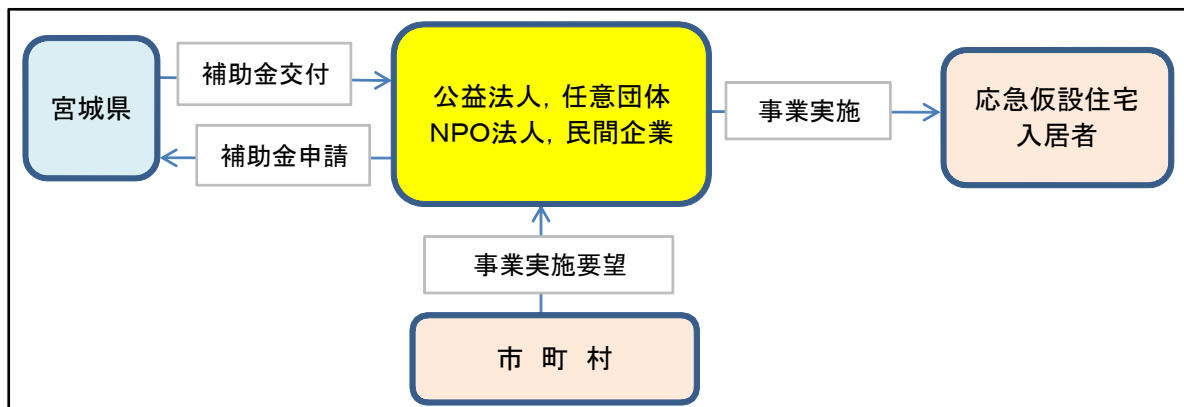 宮城県
補助金交付
補助金申請
公益法人，任意団体
NPO法人，民間企業
事業実施
応急仮設住宅
入居者
事業実施要望
市 町 村